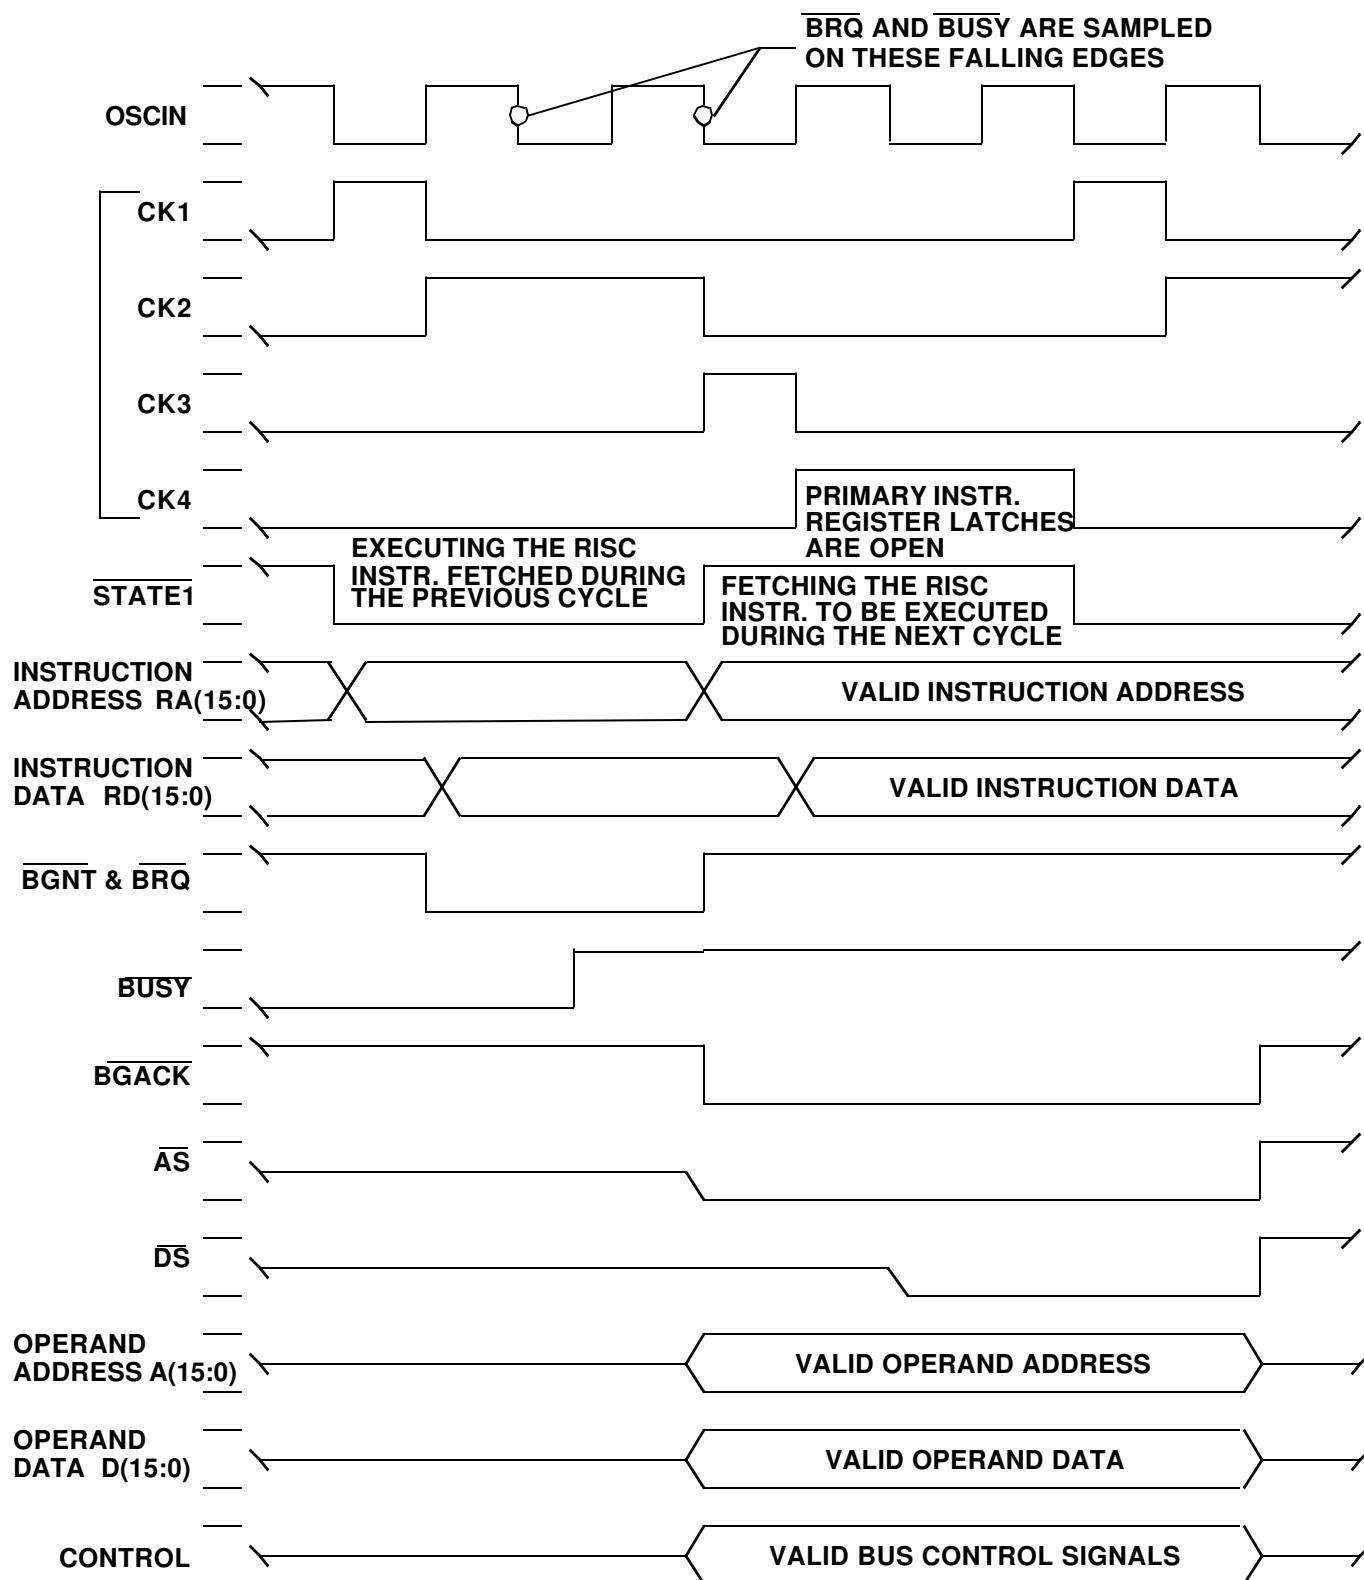 BRQ AND BUSY ARE SAMPLED
ON THESE FALLING EDGES
OSCIN
CK1
CK2
CK3
CK4
PRIMARY INSTR.
REGISTER LATCHES
ARE OPEN
EXECUTING THE RISC
INSTR. FETCHED DURING
THE PREVIOUS CYCLE
STATE1
FETCHING THE RISC
INSTR. TO BE EXECUTED
DURING THE NEXT CYCLE
INSTRUCTION
ADDRESS RA(15:0)
VALID INSTRUCTION ADDRESS
INSTRUCTION
DATA RD(15:0)
VALID INSTRUCTION DATA
BGNT & BRQ
BUSY
BGACK
AS
DS
OPERAND
ADDRESS A(15:0)
VALID OPERAND ADDRESS
OPERAND
DATA D(15:0)
VALID OPERAND DATA
CONTROL
VALID BUS CONTROL SIGNALS